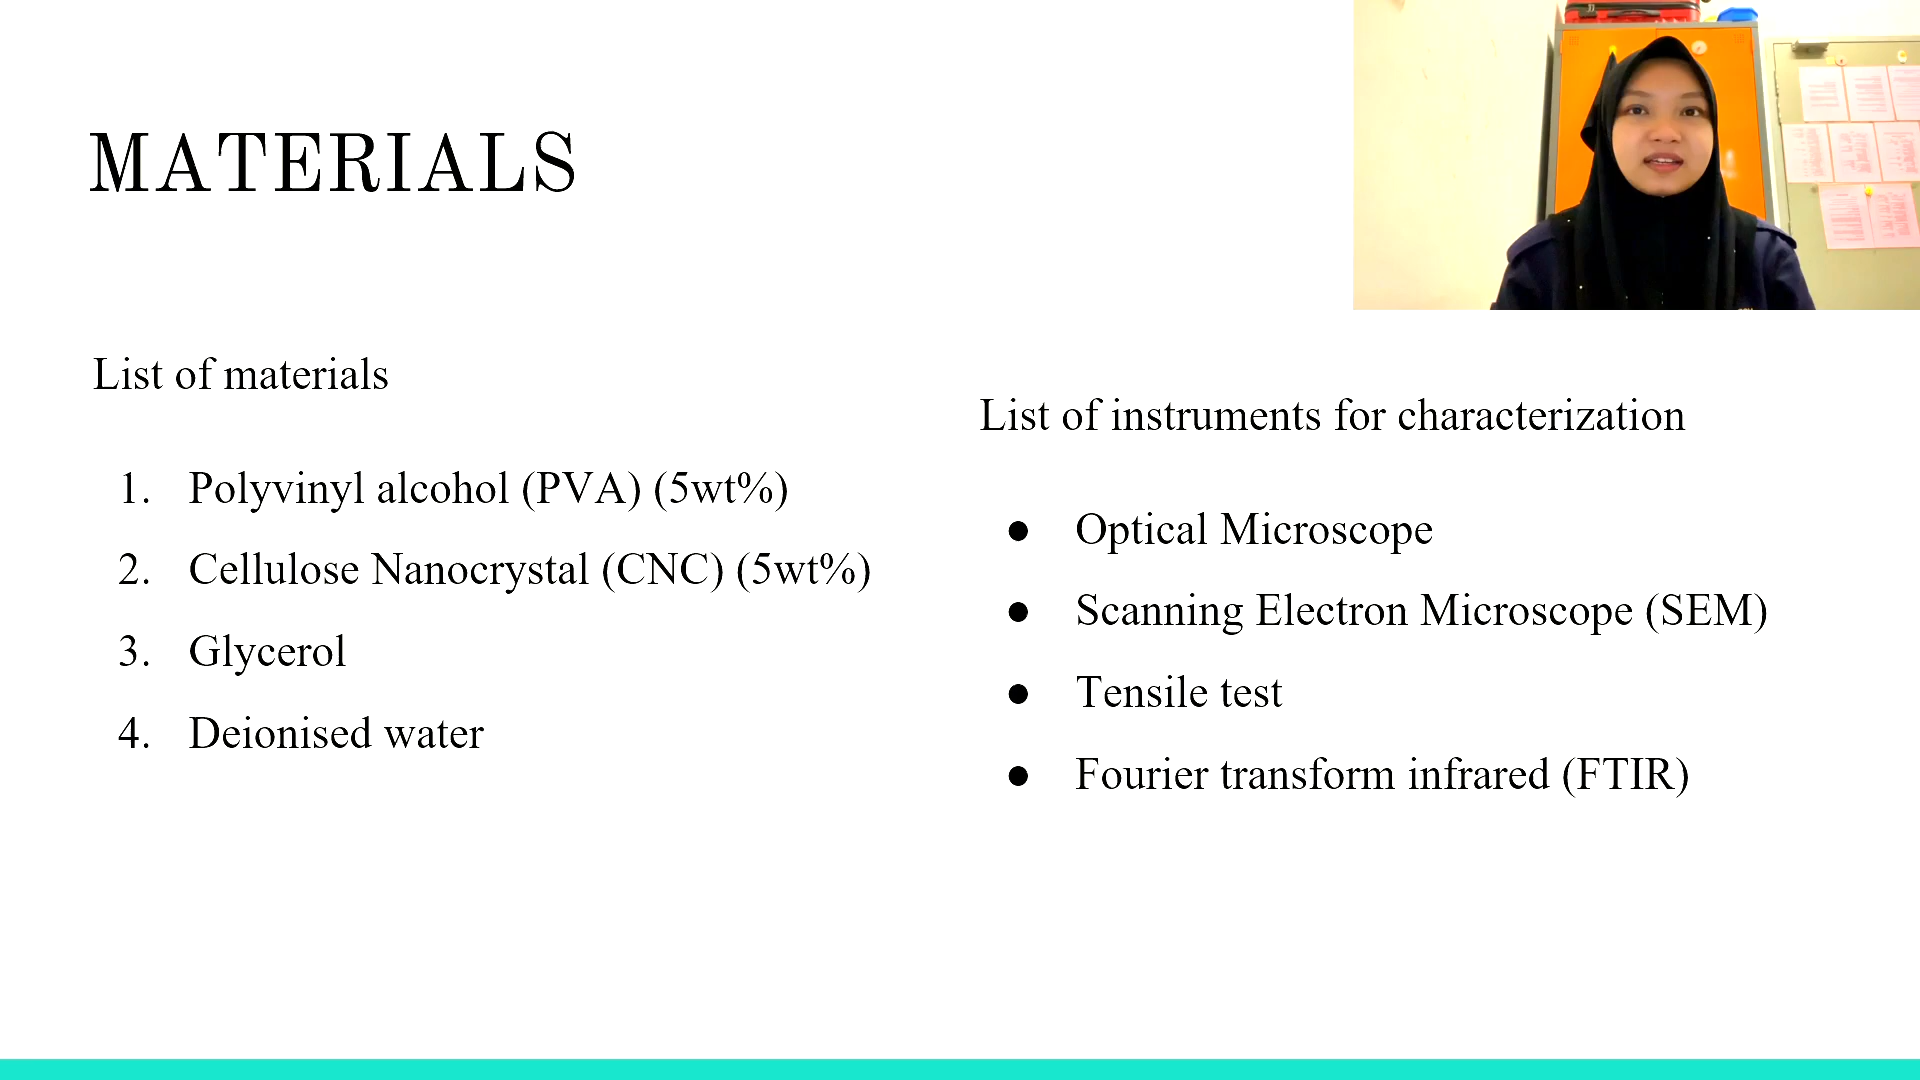 MATERIALS
List of materials
1. Polyvinyl alcohol (PVA) (5wt%)
2. Cellulose Nanocrystal (CNC) (5wt%)
3. Glycerol
4. Deionised water
List of instruments for characterization
● Optical Microscope
● Scanning Electron Microscope (SEM)
● Tensile test
● Fourier transform infrared (FTIR)